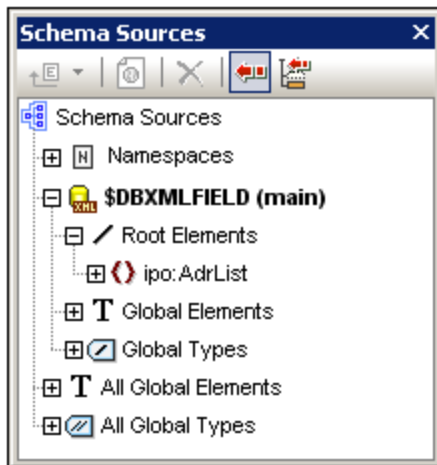 Schema Sources
Schema Sources
Namespaces
$DBXMLFIELD (main)
Root Elements
ipo:AdrList
T Global Elements
Global Types
T All Global Elements
All Global Types